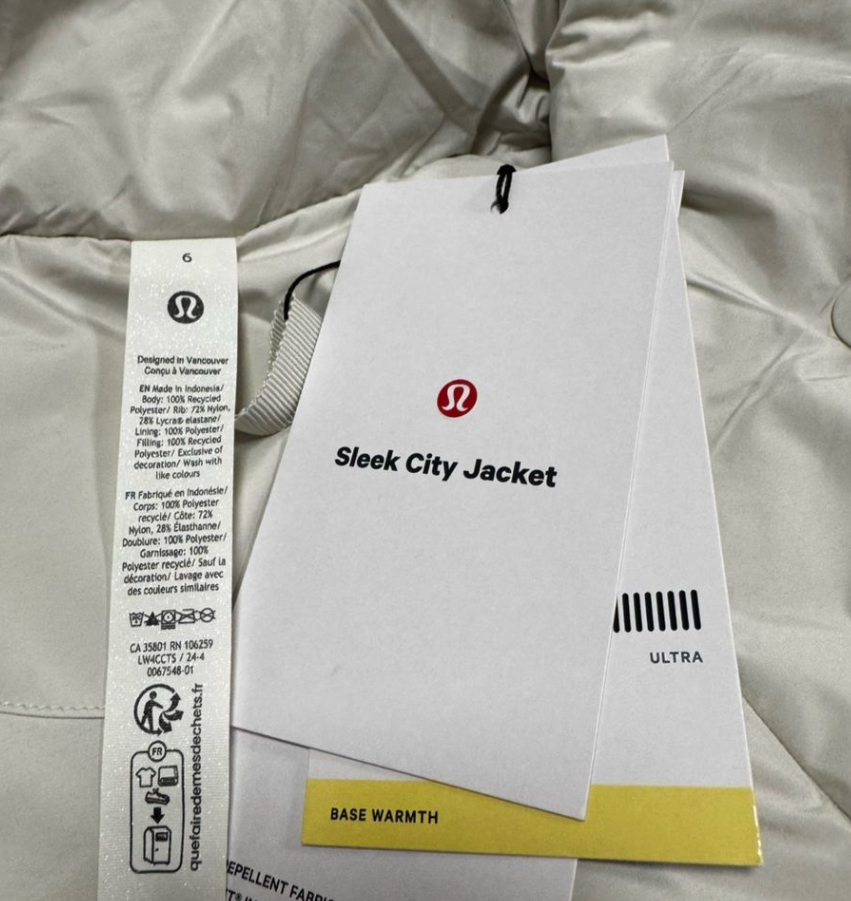 6
Designed in Vancouver
Conçu à Vancouver
EN Made in Indonesia/
Body: 100% Recycled
Polyester/ Rib: 72% Nylon,
28% Lycra® elastane/
Lining: 100% Polyester/
Filling: 100% Recycled
Polyester/ Exclusive of
decoration/ Wash with
like colours
FR Fabriqué en Indonésie/
Corps: 100% Polyester
recyclé/ Côte: 72%
Nylon, 28% Élasthanne/
Doublure: 100% Polyester/
Garnissage: 100%
Polyester recyclé/ Sauf la
décoration/ Lavage avec
des couleurs similaires
CA 35801 RN 106259
LW4CCTS / 24-4
0067548-01
FR
quefairedemesdechets.fr
Sleek City Jacket
ULTRA
BASE WARMTH
EPELLENT FABRIC